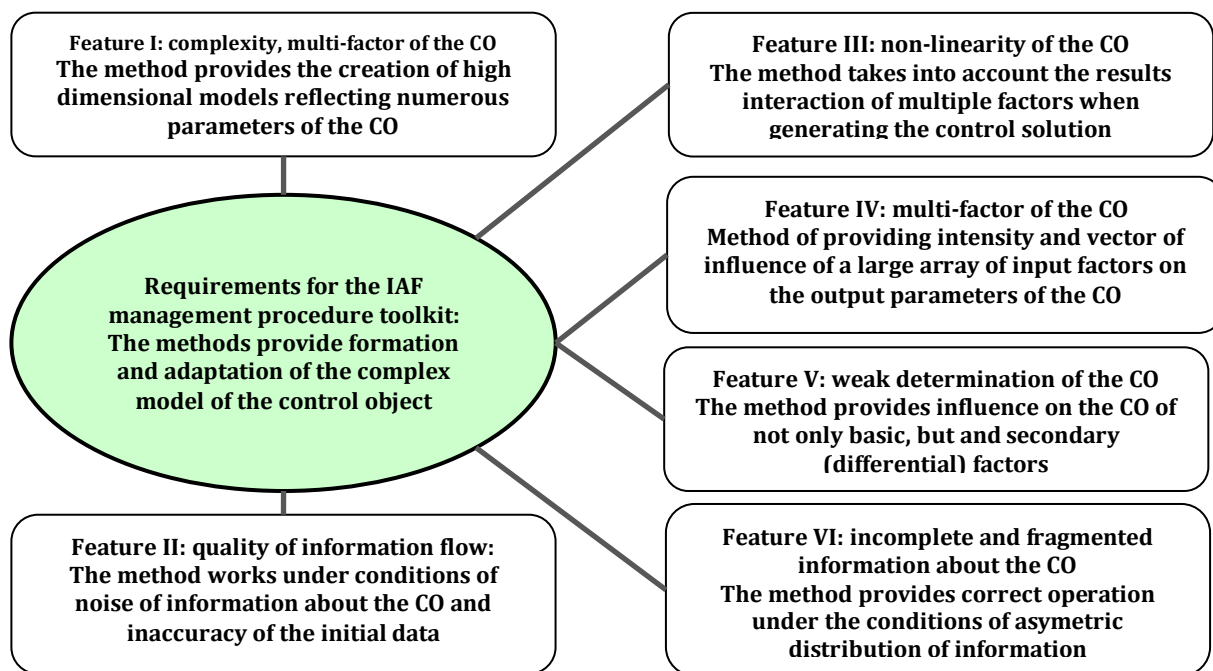 Feature I: complexity, multi-factor of the CO
The method provides the creation of high
dimensional models reflecting numerous
parameters of the CO
Feature III: non-linearity of the CO
The method takes into account the results
interaction of multiple factors when
generating the control solution
Feature IV: multi-factor of the CO
Method of providing intensity and vector of
influence of a large array of input factors on
the output parameters of the CO
Requirements for the IAF
management procedure toolkit:
The methods provide formation
and adaptation of the complex
model of the control object
Feature V: weak determination of the CO
The method provides influence on the CO of
not only basic, but and secondary
(differential) factors
Feature II: quality of information flow:
The method works under conditions of
noise of information about the CO and
inaccuracy of the initial data
Feature VI: incomplete and fragmented
information about the CO
The method provides correct operation
under the conditions of asymetric
distribution of information